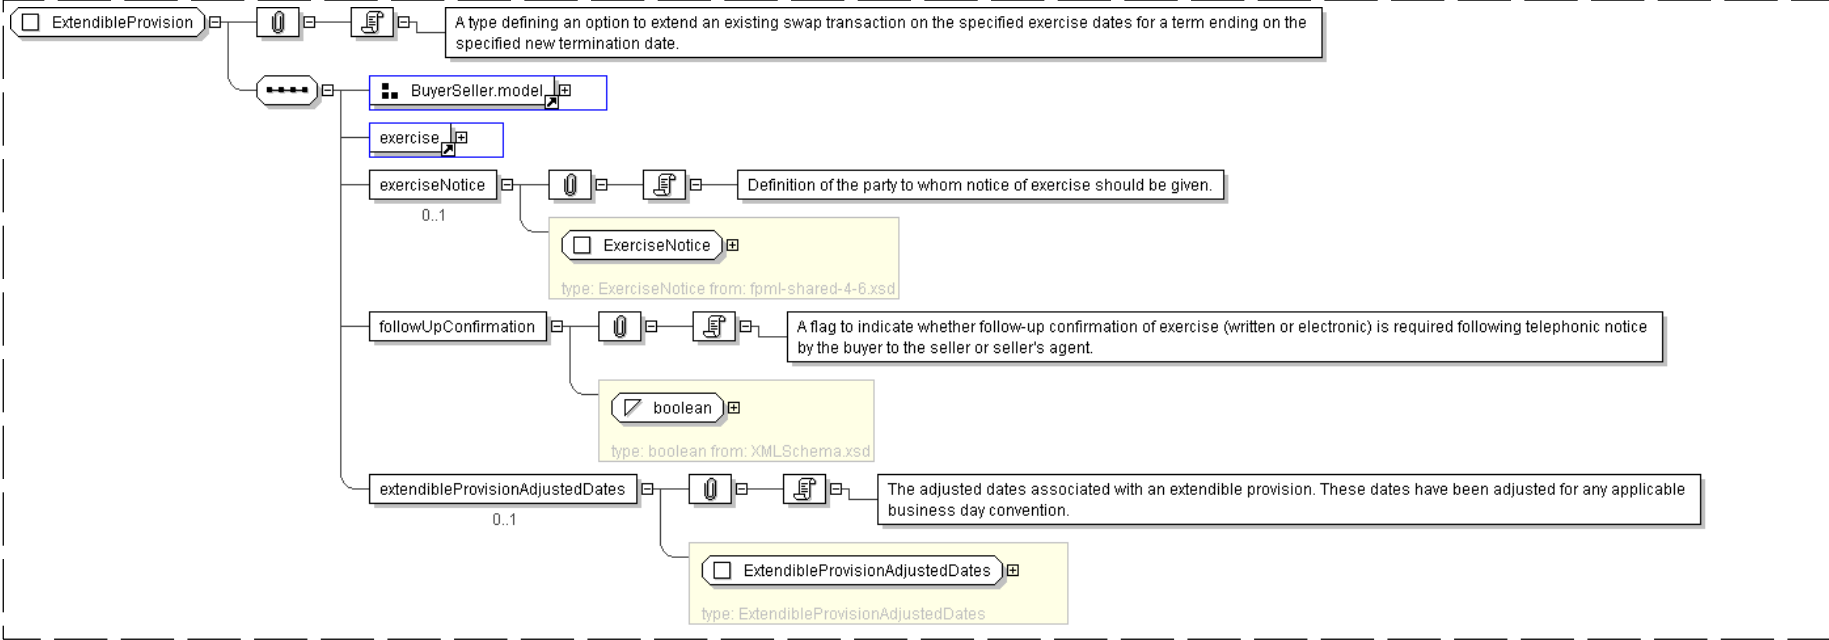 ExtendibleProvision
A type defining an option to extend an existing swap transaction on the specified exercise dates for a term ending on the
specified new termination date.
BuyerSeller.model
exercise
exerciseNotice
0..1
Definition of the party to whom notice of exercise should be given.
ExerciseNotice
type: ExerciseNotice from: fpml-shared-4-6.xsd
followUpConfirmation
A flag to indicate whether follow-up confirmation of exercise (written or electronic) is required following telephonic notice
by the buyer to the seller or seller's agent.
boolean
type: boolean from: XMLSchema.xsd
extendibleProvisionAdjustedDates
0..1
The adjusted dates associated with an extendible provision. These dates have been adjusted for any applicable
business day convention.
ExtendibleProvisionAdjustedDates
type: ExtendibleProvisionAdjustedDates